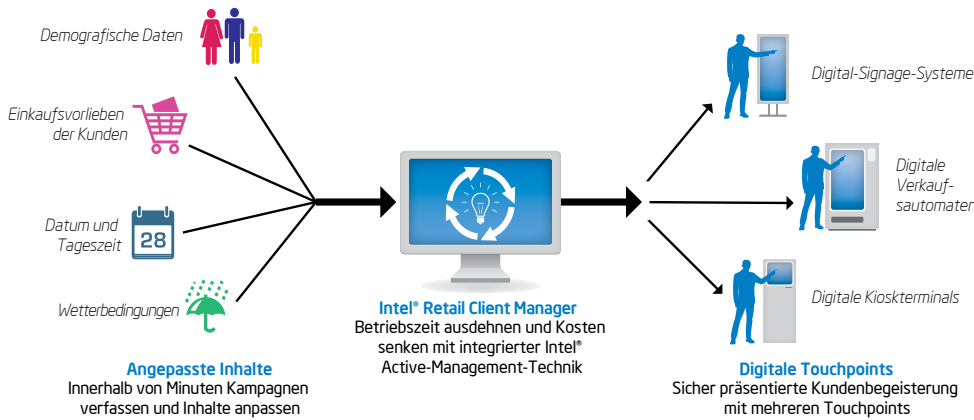 Demografische Daten
Einkaufsvorlieben
der Kunden
Datum und
Tageszeit
28
Wetterbedingungen
Angepasste Inhalte
Innerhalb von Minuten Kampagnen
verfassen und Inhalte anpassen
Intel® Retail Client Manager
Betriebszeit ausdehnen und Kosten
senken mit integrierter Intel®
Active-Management-Technik
Digital-Signage-Systeme
Digitale
Verkauf-
sautomater
Digitale Kioskterminals
Digitale Touchpoints
Sicher präsentierte Kundenbegeisterung
mit mehreren Touchpoints